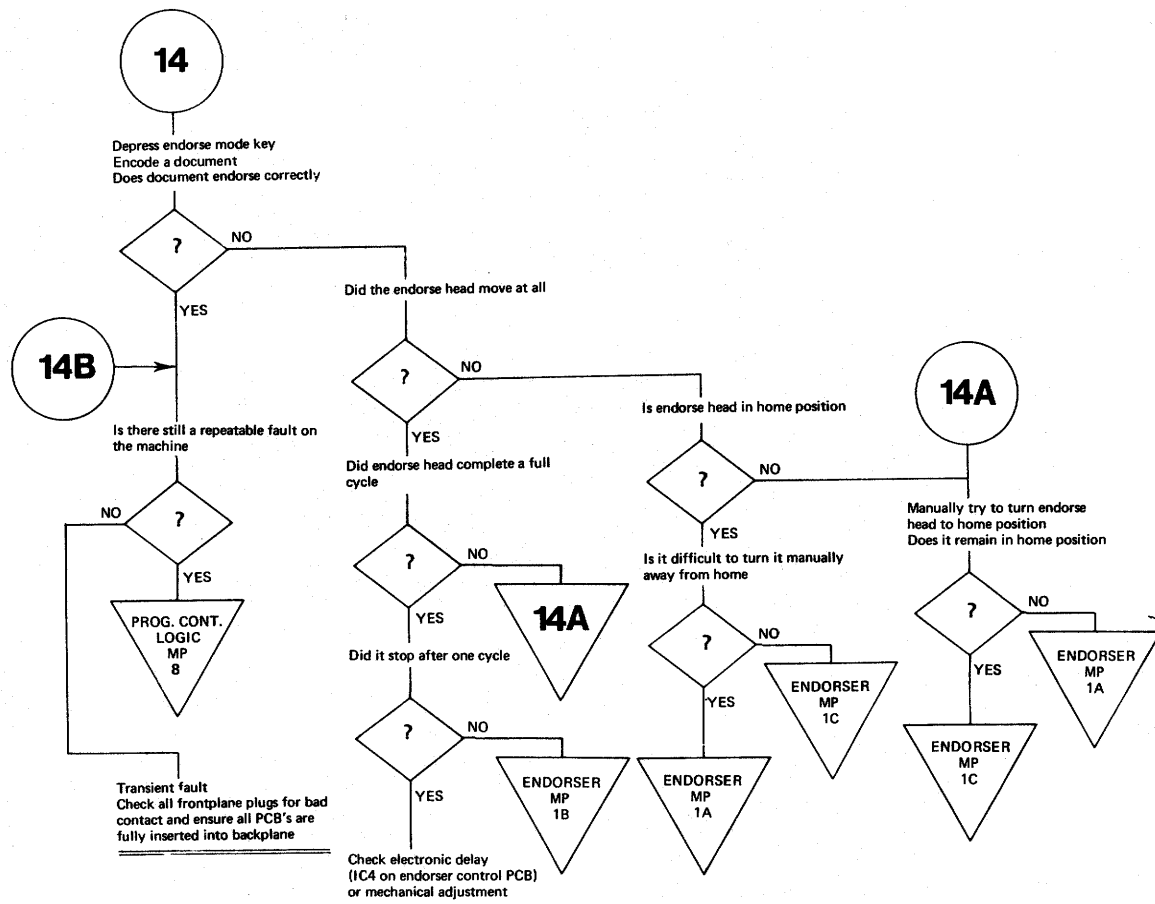 14
Depress endorse mode key
Encode a document
Does document endorse correctly
?
NO
YES
14B
Is there still a repeatable fault on
the machine
?
NO
YES
PROG. CONT.
LOGIC
MP
8
Transient fault
Check all frontplane plugs for bad
contact and ensure all PCB's are
fully inserted into backplane
Did the endorse head move at all
?
NO
YES
Did endorse head complete a full
cycle
?
NO
YES
14A
Did it stop after one cycle
?
NO
YES
ENDORSER
MP
1B
Check electronic delay
(IC4 on endorser control PCB)
or mechanical adjustment
Is endorse head in home position
?
NO
YES
Is it difficult to turn it manually
away from home
?
NO
YES
ENDORSER
MP
1C
ENDORSER
MP
1A
14A
Manually try to turn endorse
head to home position
Does it remain in home position
?
NO
YES
ENDORSER
MP
1A
ENDORSER
MP
1C